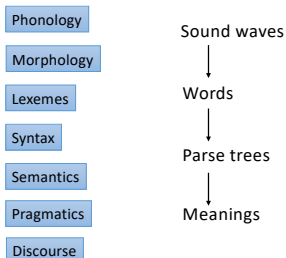 Phonology
Morphology
Lexemes
Syntax
Semantics
Pragmatics
Discourse
Sound waves
Words
Parse trees
Meanings